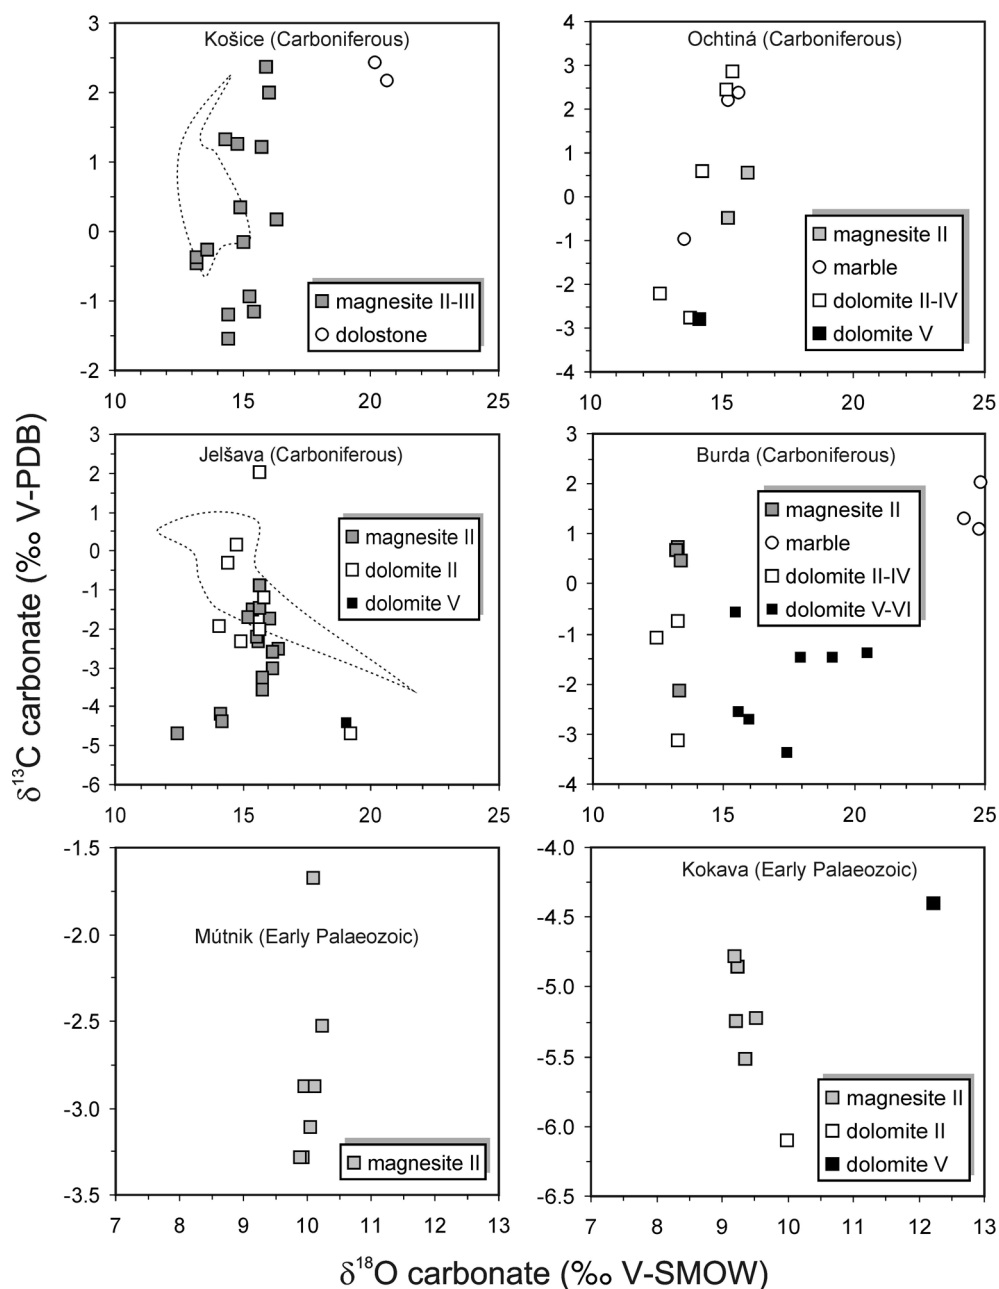 δ13C carbonate (‰ V-PDB)
Košice (Carboniferous)
3
2
1
0
-1
-2
10
15
20
25
magnesite II-III
dolostone
Ochtiná (Carboniferous)
4
3
2
1
0
-1
-2
-3
-4
10
15
20
25
magnesite II
marble
dolomite II-IV
dolomite V
Jelšava (Carboniferous)
3
2
1
0
-1
-2
-3
-4
-5
-6
10
15
20
25
magnesite II
dolomite II
dolomite V
Burda (Carboniferous)
3
2
1
0
-1
-2
-3
-4
10
15
20
25
magnesite II
marble
dolomite II-IV
dolomite V-VI
Mútnik (Early Palaeozoic)
-1.5
-2.0
-2.5
-3.0
-3.5
7
8
9
10
11
12
13
magnesite II
Kokava (Early Palaeozoic)
-4.0
-4.5
-5.0
-5.5
-6.0
-6.5
7
8
9
10
11
12
13
magnesite II
dolomite II
dolomite V
δ18O carbonate (‰ V-SMOW)